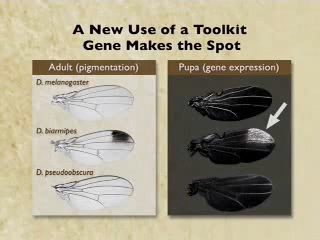 A New Use of a Toolkit
Gene Makes the Spot
Adult (pigmentation)
Pupa (gene expression)
D. melanogaster
D. biarmipes
D. pseudoobscura